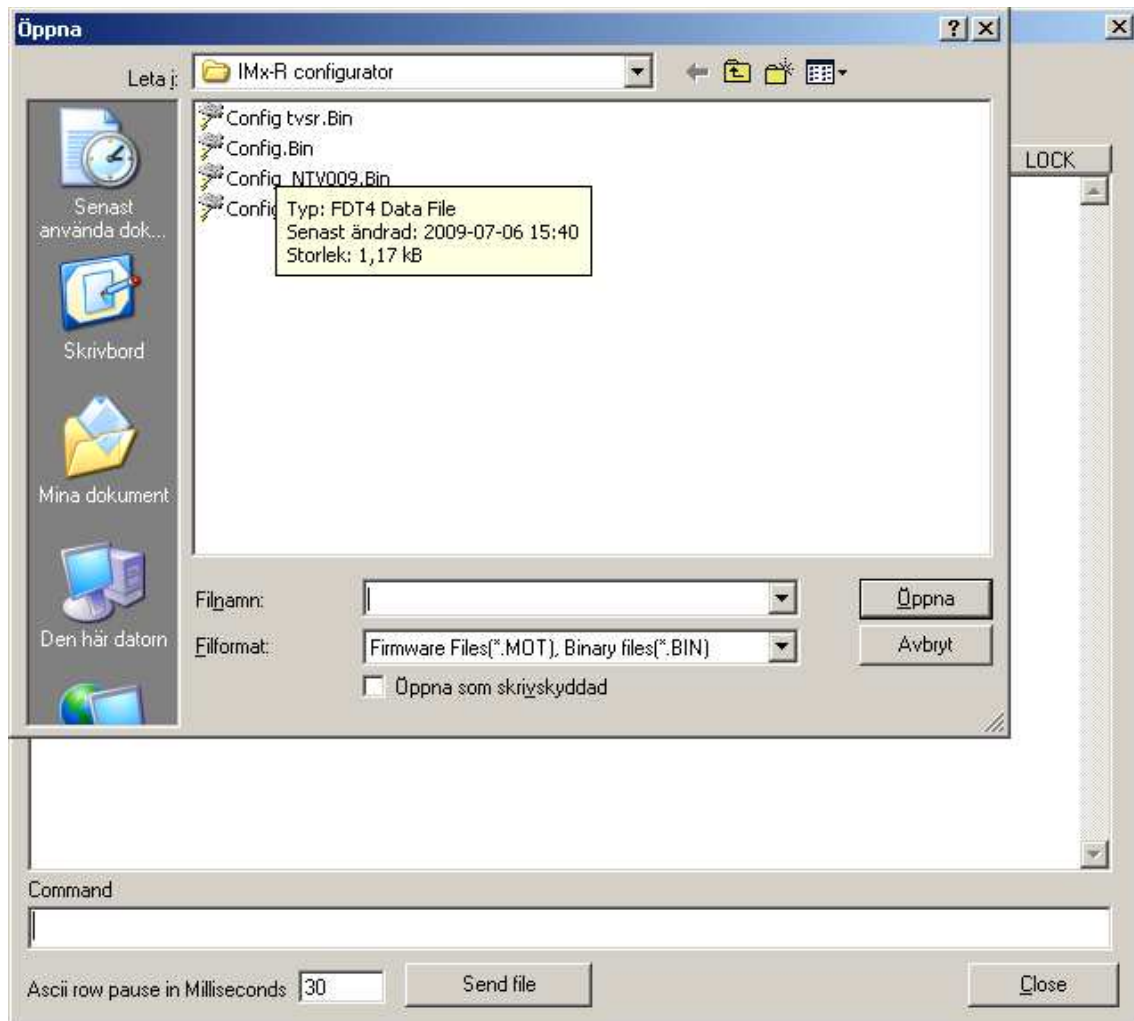 Öppna
Leta i:
IMx-R configurator
Config tvsr.Bin
Config.Bin
Config_NTV009.Bin
Config
Typ: FDT4 Data File
Senast ändrad: 2009-07-06 15:40
Storlek: 1,17 kB
Senast
använda dok...
Skrivbord
Mina dokument
Den här datorn
Filnamn:
Öppna
Filformat:
Firmware Files(*.MOT), Binary files(*.BIN)
Avbryt
Öppna som skrivskyddad
LOCK
Command
Ascii row pause in Milliseconds
30
Send file
Close